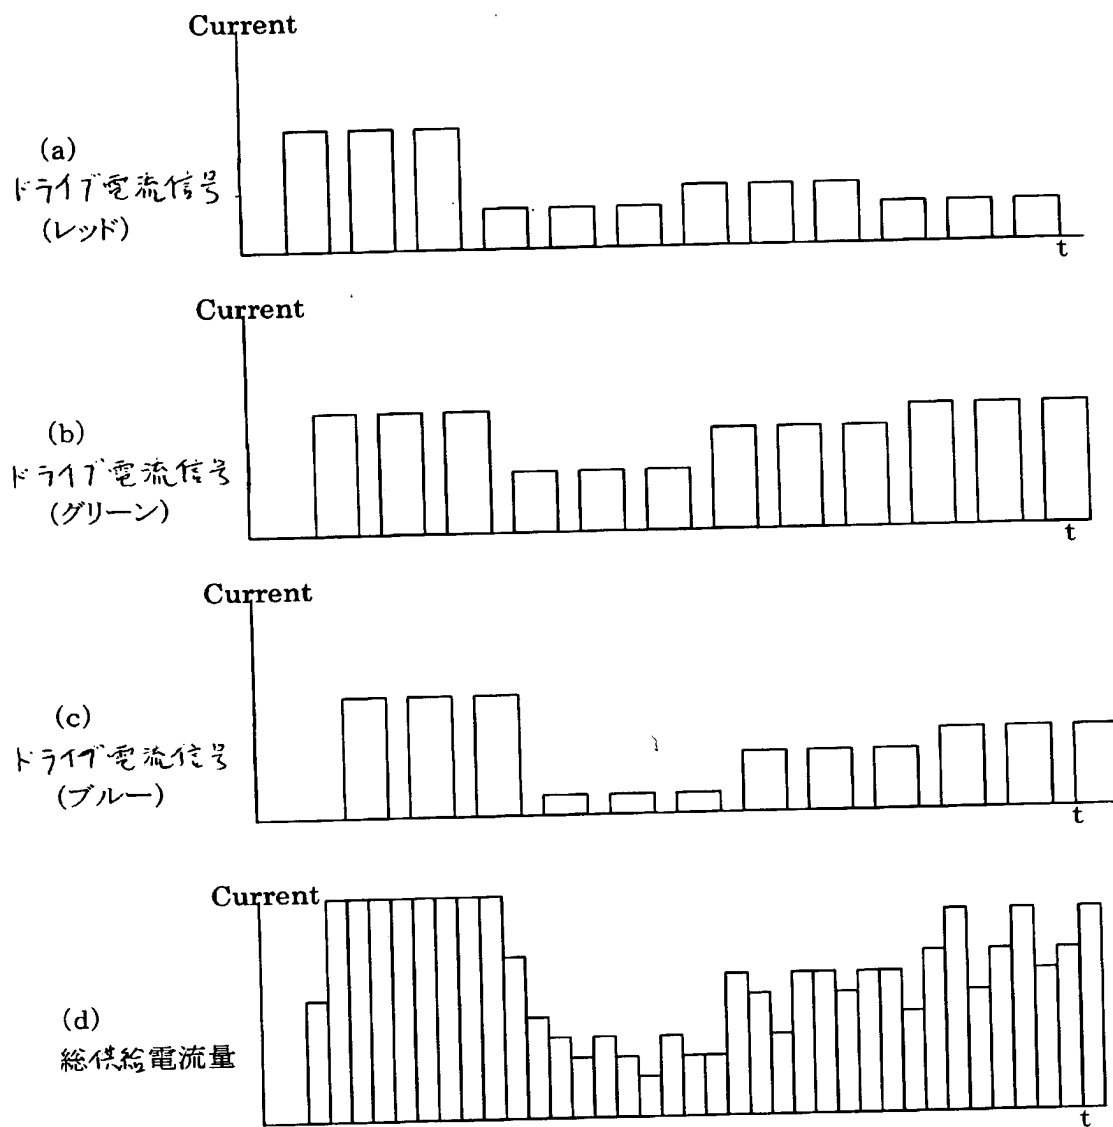 Current
(a)
ドライブ電流信号
(レッド)
t
Current
(b)
ドライブ電流信号
(グリーン)
t
Current
(c)
ドライブ電流信号
(ブルー)
t
Current
(d)
総供給電流量
t